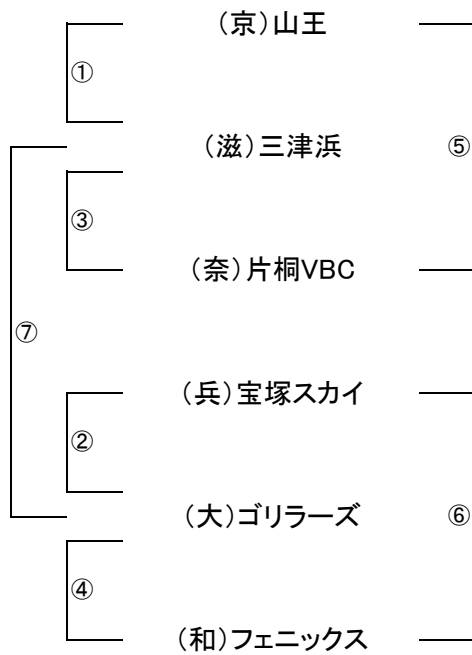 (京)山王
①
(滋)三津浜 ⑤
③
(奈)片桐VBC
⑦
(兵)宝塚スカイ
②
(大)ゴリラーズ ⑥
④
(和)フェニックス